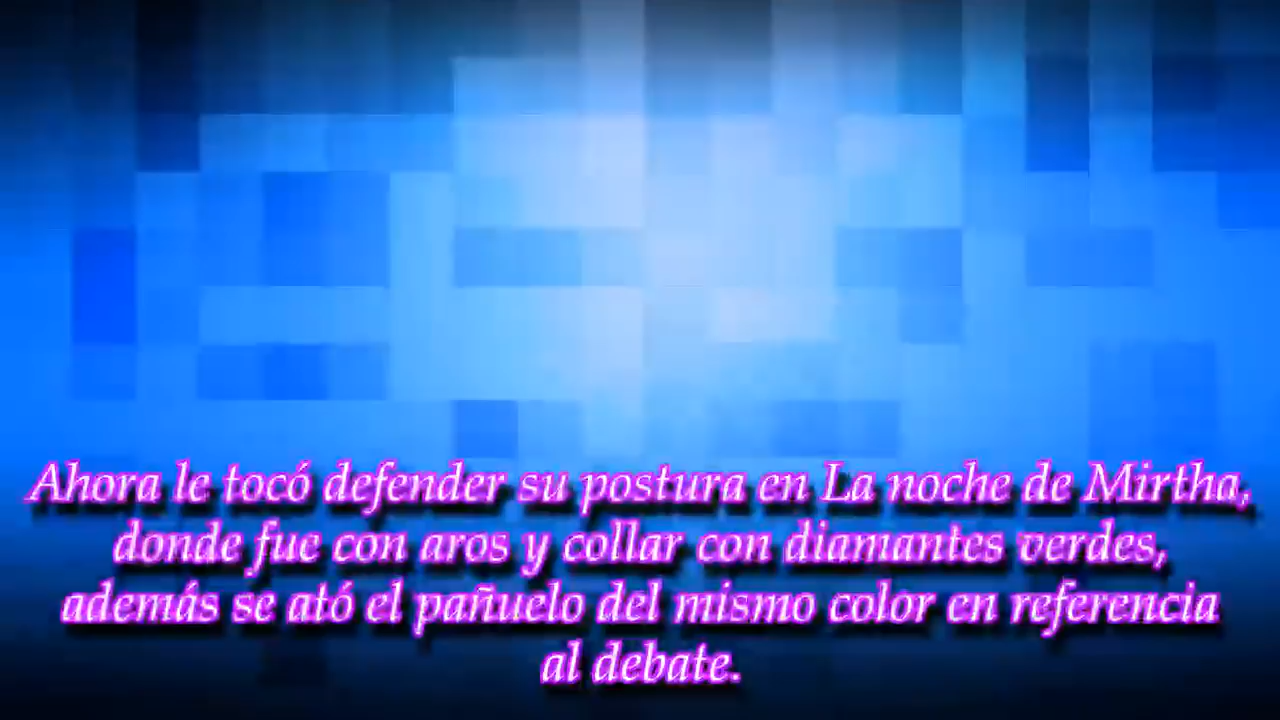 Ahora le tocó defender su postura en La noche de Mirtha,
donde fue con aros y collar con diamantes verdes,
además se ató el pañuelo del mismo color en referencia
al debate.